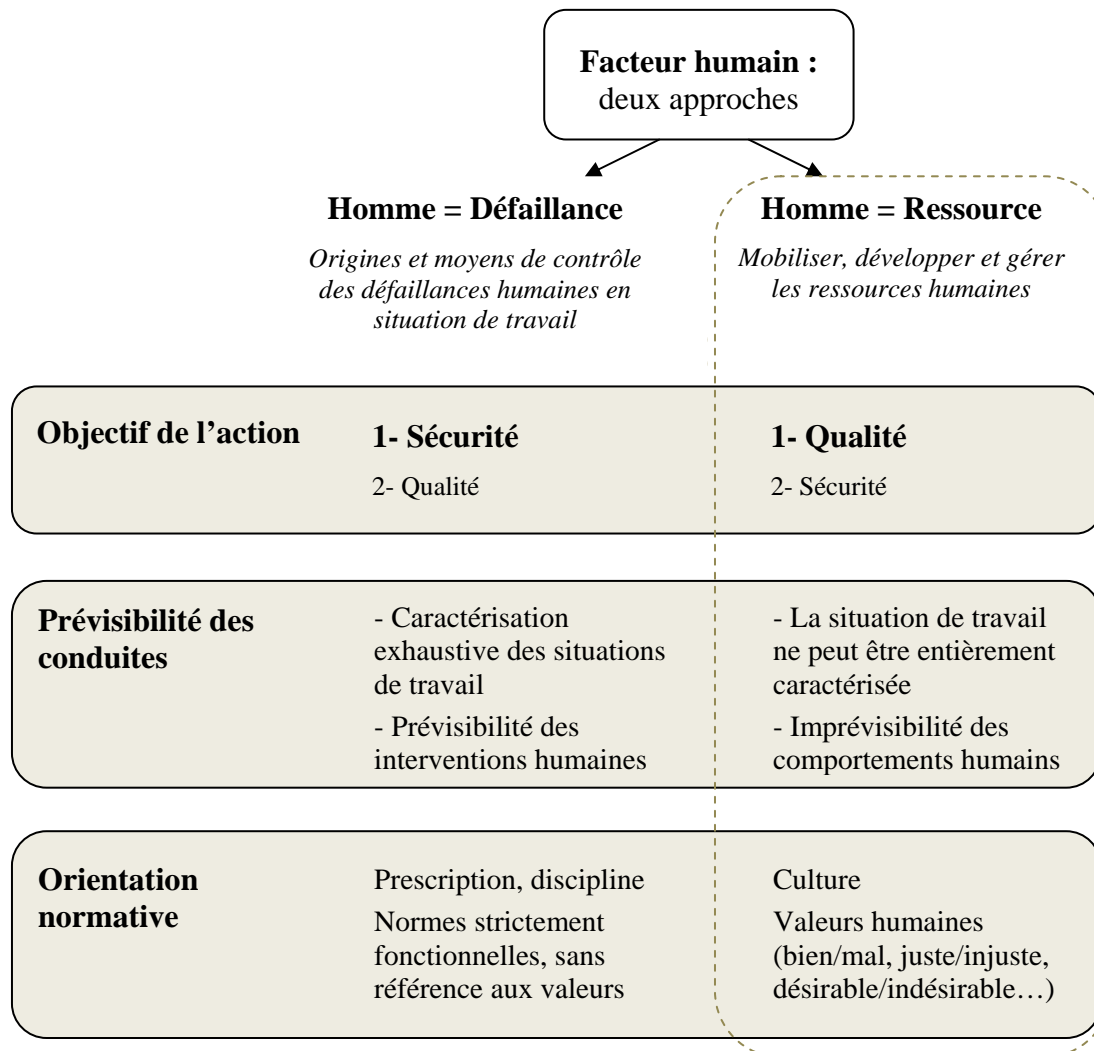 Facteur humain :
deux approches
Homme = Défaillance
Origines et moyens de contrôle
des défaillances humaines en
situation de travail
Homme = Ressource
Mobiliser, développer et gérer
les ressources humaines
Objectif de l’action
1- Sécurité
2- Qualité
1- Qualité
2- Sécurité
Prévisibilité des
conduites
- Caractérisation
exhaustive des situations
de travail
- Prévisibilité des
interventions humaines
- La situation de travail
ne peut être entièrement
caractérisée
- Imprévisibilité des
comportements humains
Orientation
normative
Prescription, discipline
Normes strictement
fonctionnelles, sans
référence aux valeurs
Culture
Valeurs humaines
(bien/mal, juste/injuste,
désirable/indésirable…)